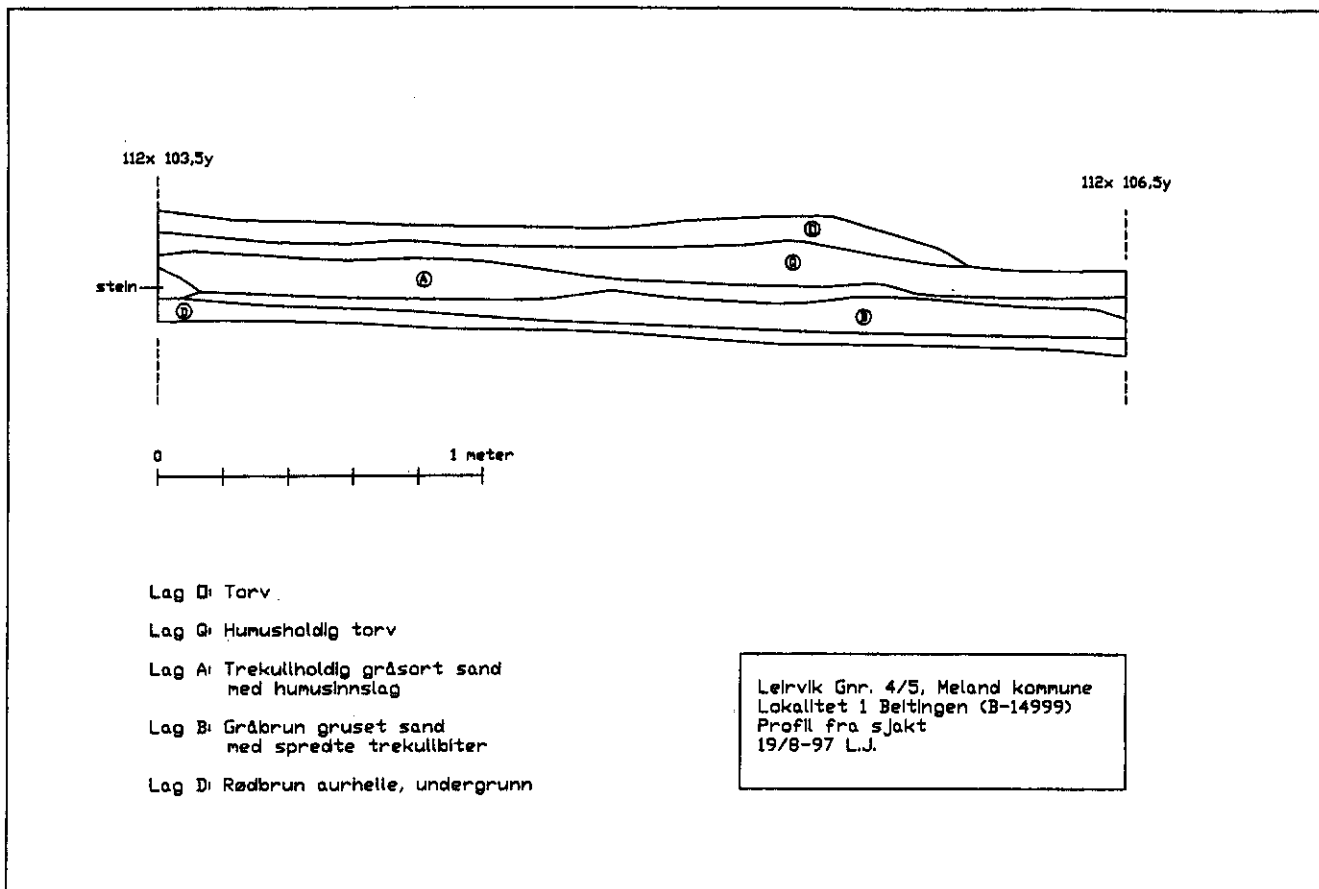 112x 103,5y
112x 106,5y
O
Q
A
stein
D
B
0 1 meter
Lag O: Torv
Lag Q: Humusholdig torv
Lag A: Trekullholdig gråsort sand
med humusinnslag
Lag B: Gråbrun gruset sand
med spredte trekullbiter
Lag D: Rødbrun aurhelle, undergrunn
Leirvik Gnr. 4/5, Meland kommune
Lokalitet 1 Beitingen (B-14999)
Profil fra sjakt
19/8-97 L.J.